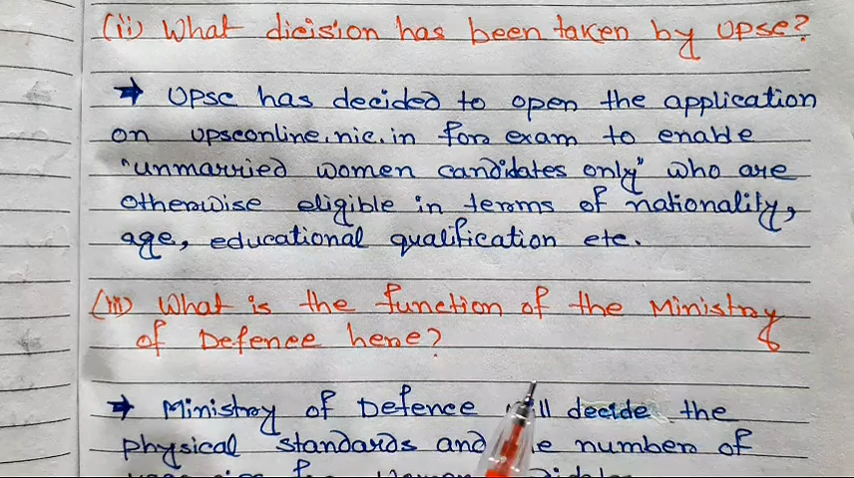 (ii) What dicision has been taken by UPSC?
→ UPSC has decided to open the application
on upsconline.nic.in for exam to enable
"unmarried women candidates only" who are
otherwise eligible in terms of nationality,
age, educational qualification etc.
(iii) What is the function of the Ministry
of Defence here?
→ Ministry of Defence will decide the
physical standards and number of